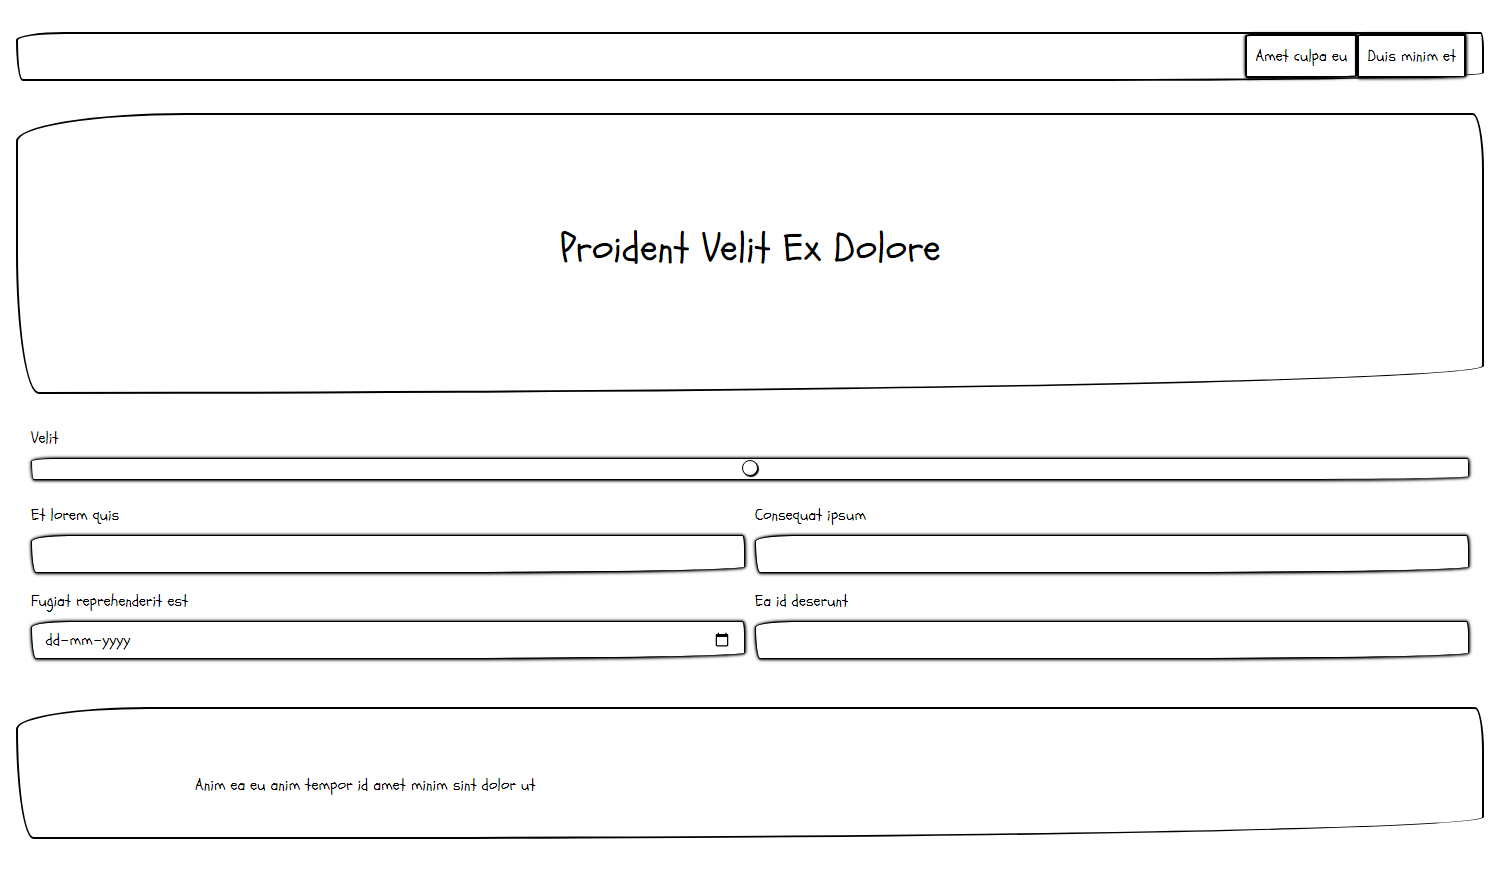 Amet culpa eu
Duis minim et
Proident Velit Ex Dolore
Velit
Et lorem quis
Consequat ipsum
Fugiat reprehenderit est
Ea id deserunt
dd-mm-yyyy
Anim ea eu anim tempor id amet minim sint dolor ut